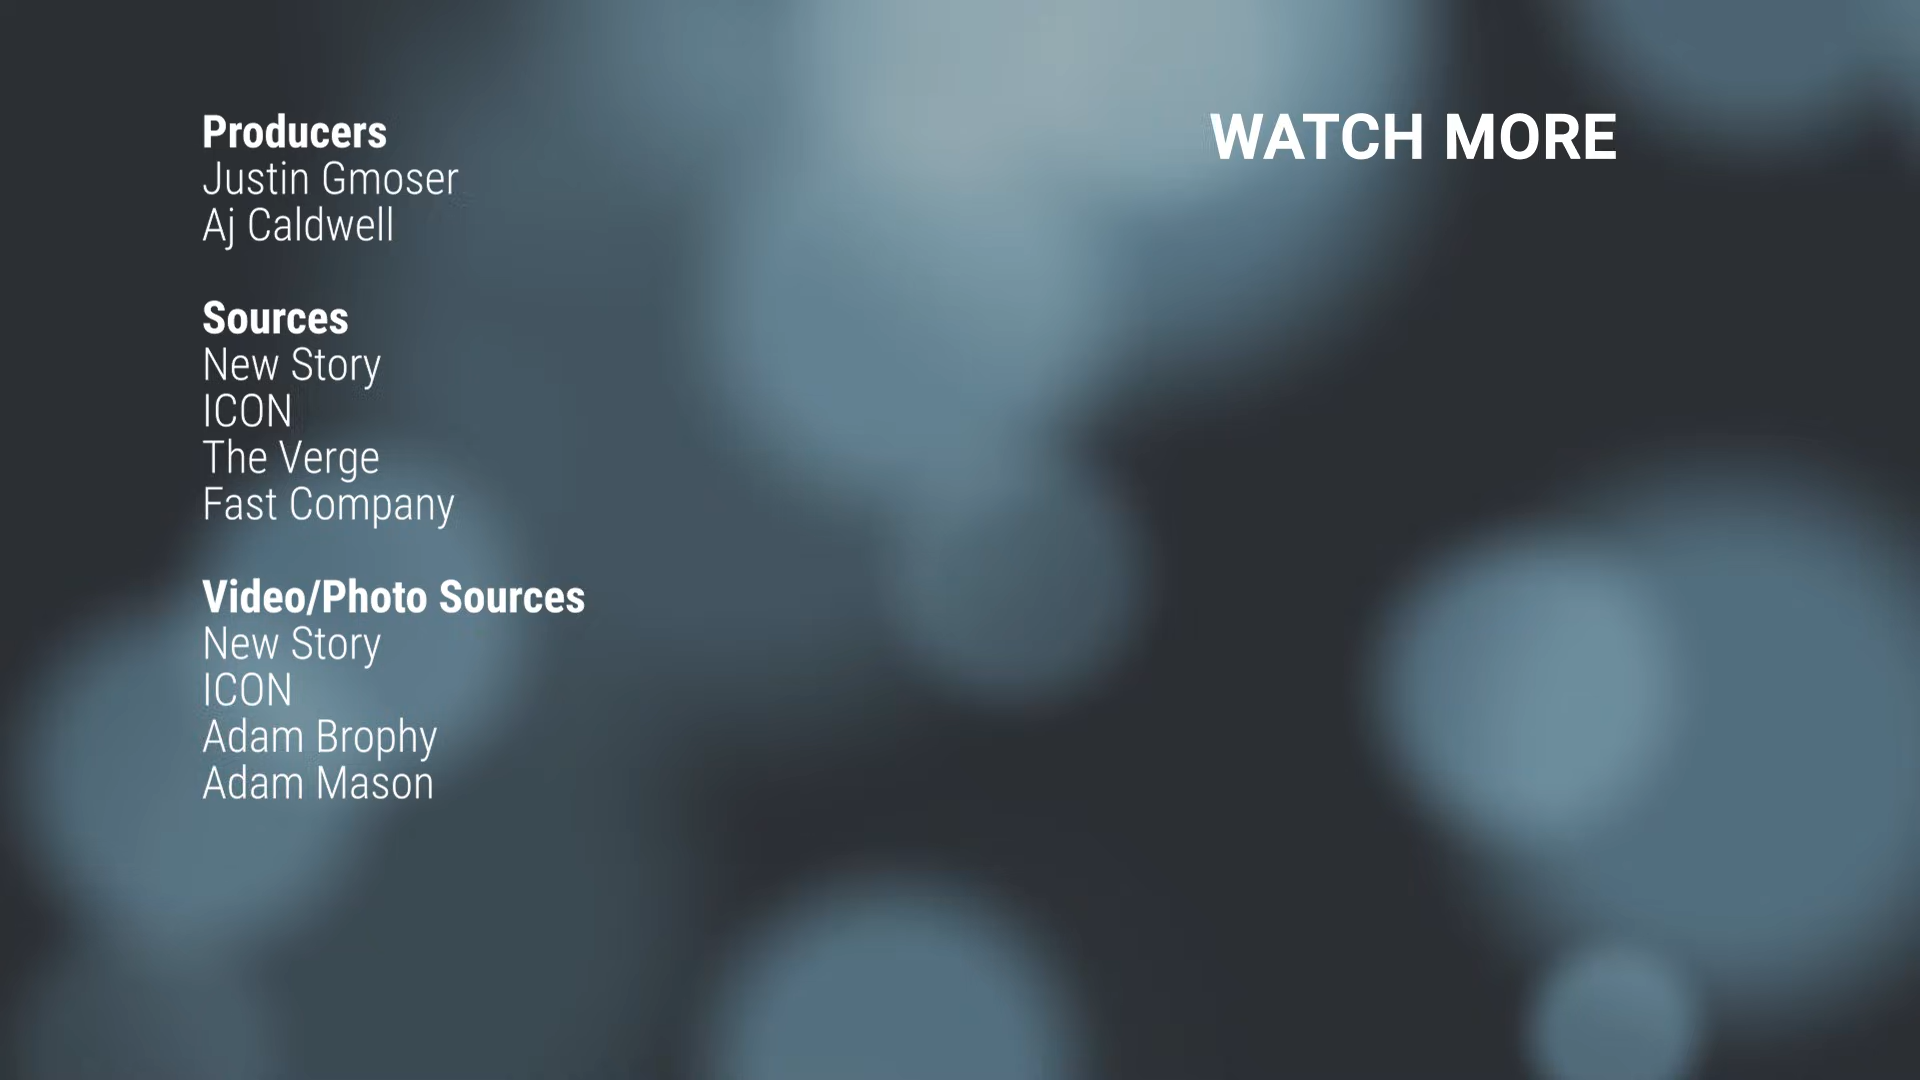 Producers
Justin Gmoser
Aj Caldwell
Sources
New Story
ICON
The Verge
Fast Company
Video/Photo Sources
New Story
ICON
Adam Brophy
Adam Mason
WATCH MORE